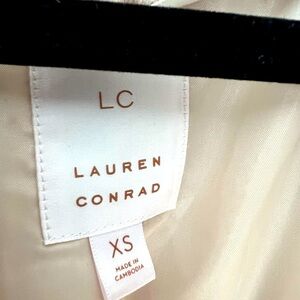 LC
LAUREN
CONRAD
XS
MADE IN
CAMBODIA